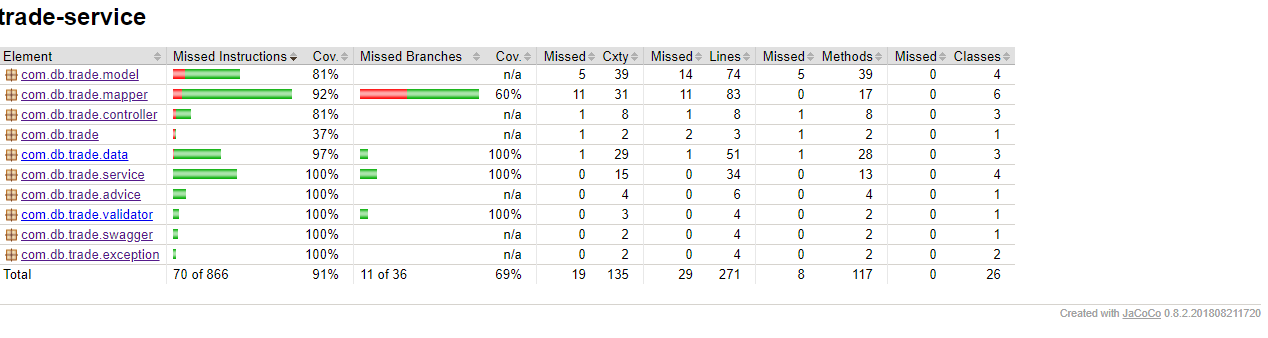 trade-service
Element Missed Instructions Cov. Missed Branches Cov. Missed Cxty Missed Lines Missed Methods Missed Classes
com.db.trade.model 81% n/a 5 39 14 74 5 39 0 4
com.db.trade.mapper 92% 60% 11 31 11 83 0 17 0 6
com.db.trade.controller 81% n/a 1 8 1 8 1 8 0 3
com.db.trade 37% n/a 1 2 2 3 1 2 0 1
com.db.trade.data 97% 100% 1 29 1 51 1 28 0 3
com.db.trade.service 100% 100% 0 15 0 34 0 13 0 4
com.db.trade.advice 100% n/a 0 4 0 6 0 4 0 1
com.db.trade.validator 100% 100% 0 3 0 4 0 2 0 1
com.db.trade.swagger 100% n/a 0 2 0 4 0 2 0 1
com.db.trade.exception 100% n/a 0 2 0 4 0 2 0 2
Total 70 of 866 91% 11 of 36 69% 19 135 29 271 8 117 0 26
Created with JaCoCo 0.8.2.201808211720